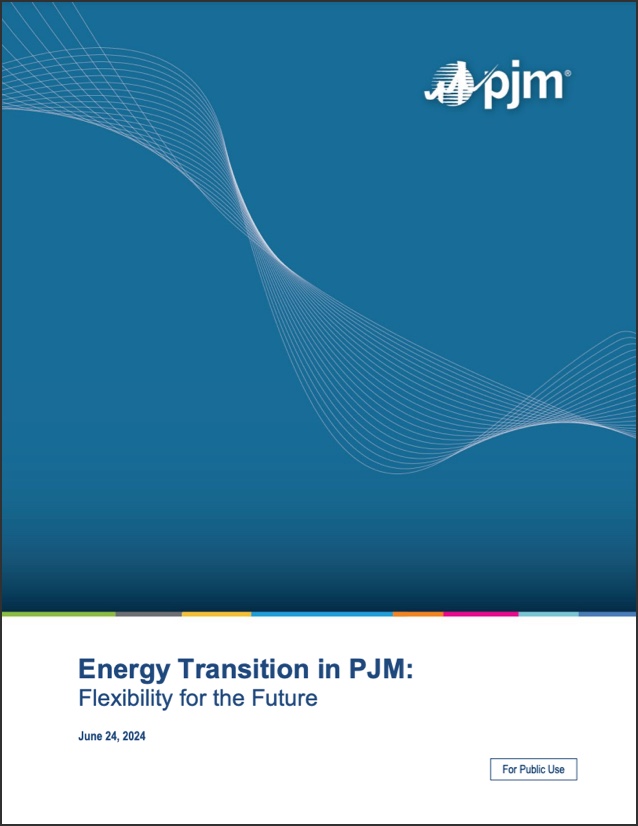 pjm®
Energy Transition in PJM:
Flexibility for the Future
June 24, 2024
For Public Use